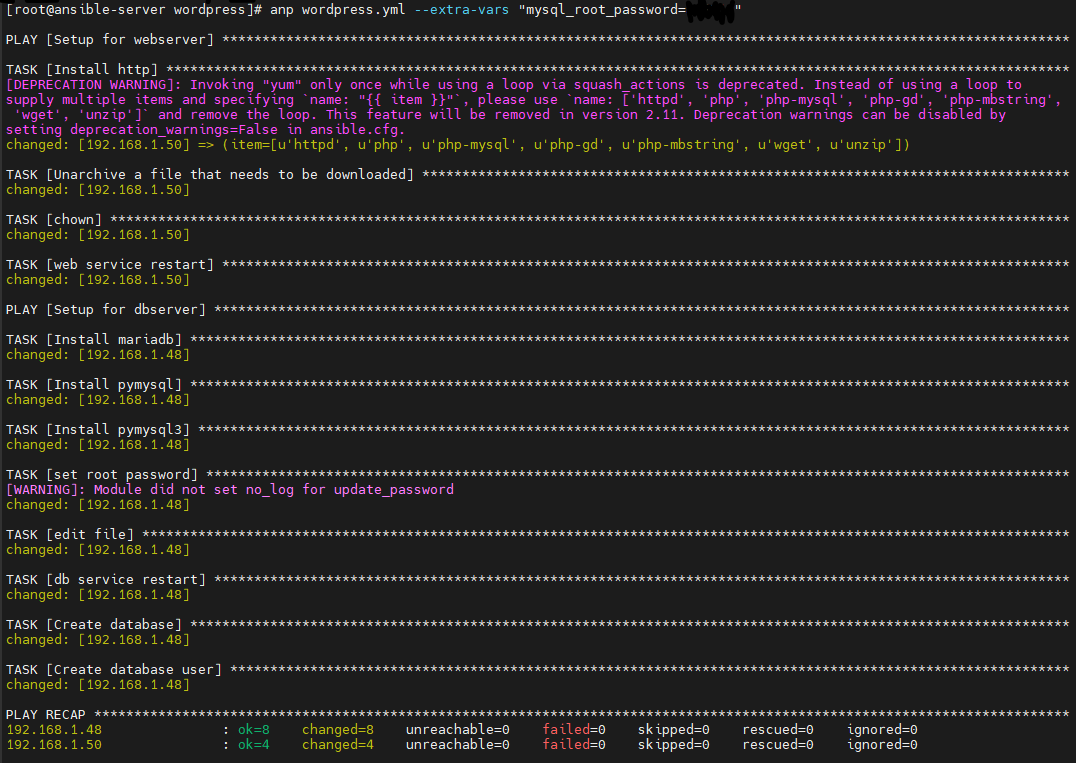 [root@ansible-server wordpress]# anp wordpress.yml --extra-vars "mysql_root_password="
PLAY [Setup for webserver] **********************************************************************************************************
TASK [Install http] *****************************************************************************************************************
[DEPRECATION WARNING]: Invoking "yum" only once while using a loop via squash_actions is deprecated. Instead of using a loop to
supply multiple items and specifying `name: "{{ item }}"`, please use `name: ['httpd', 'php', 'php-mysql', 'php-gd', 'php-mbstring',
 'wget', 'unzip']` and remove the loop. This feature will be removed in version 2.11. Deprecation warnings can be disabled by
setting deprecation_warnings=False in ansible.cfg.
changed: [192.168.1.50] => (item=[u'httpd', u'php', u'php-mysql', u'php-gd', u'php-mbstring', u'wget', u'unzip'])
TASK [Unarchive a file that needs to be downloaded] *********************************************************************************
changed: [192.168.1.50]
TASK [chown] ************************************************************************************************************************
changed: [192.168.1.50]
TASK [web service restart] **********************************************************************************************************
changed: [192.168.1.50]
PLAY [Setup for dbserver] ***********************************************************************************************************
TASK [Install mariadb] **************************************************************************************************************
changed: [192.168.1.48]
TASK [Install pymysql] **************************************************************************************************************
changed: [192.168.1.48]
TASK [Install pymysql3] *************************************************************************************************************
changed: [192.168.1.48]
TASK [set root password] ************************************************************************************************************
[WARNING]: Module did not set no_log for update_password
changed: [192.168.1.48]
TASK [edit file] ********************************************************************************************************************
changed: [192.168.1.48]
TASK [db service restart] ***********************************************************************************************************
changed: [192.168.1.48]
TASK [Create database] **************************************************************************************************************
changed: [192.168.1.48]
TASK [Create database user] *********************************************************************************************************
changed: [192.168.1.48]
PLAY RECAP **************************************************************************************************************************
192.168.1.48               : ok=8    changed=8    unreachable=0    failed=0    skipped=0    rescued=0    ignored=0
192.168.1.50               : ok=4    changed=4    unreachable=0    failed=0    skipped=0    rescued=0    ignored=0